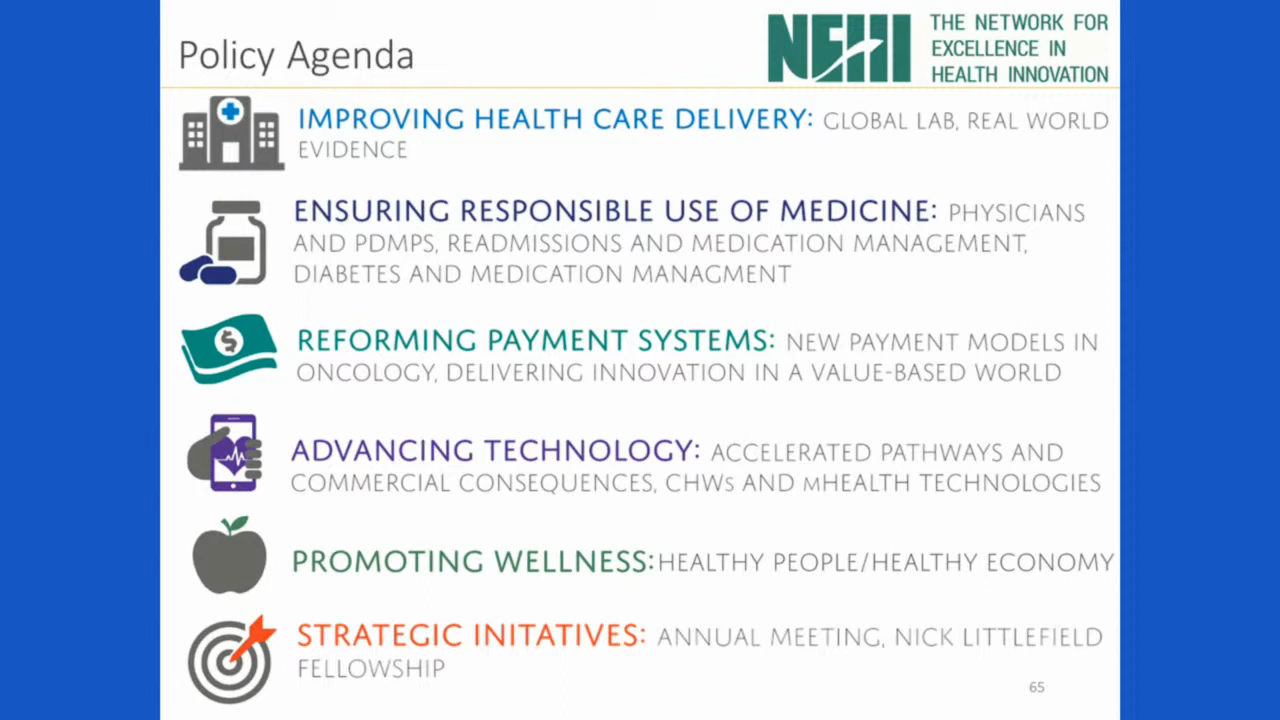 Policy Agenda
NEHI
THE NETWORK FOR
EXCELLENCE IN
HEALTH INNOVATION
IMPROVING HEALTH CARE DELIVERY: GLOBAL LAB, REAL WORLD
EVIDENCE
ENSURING RESPONSIBLE USE OF MEDICINE: PHYSICIANS
AND PDMPS, READMISSIONS AND MEDICATION MANAGEMENT,
DIABETES AND MEDICATION MANAGMENT
$
REFORMING PAYMENT SYSTEMS: NEW PAYMENT MODELS IN
ONCOLOGY, DELIVERING INNOVATION IN A VALUE-BASED WORLD
ADVANCING TECHNOLOGY: ACCELERATED PATHWAYS AND
COMMERCIAL CONSEQUENCES, CHWs AND mHEALTH TECHNOLOGIES
PROMOTING WELLNESS: HEALTHY PEOPLE/HEALTHY ECONOMY
STRATEGIC INITATIVES: ANNUAL MEETING, NICK LITTLEFIELD
FELLOWSHIP
65